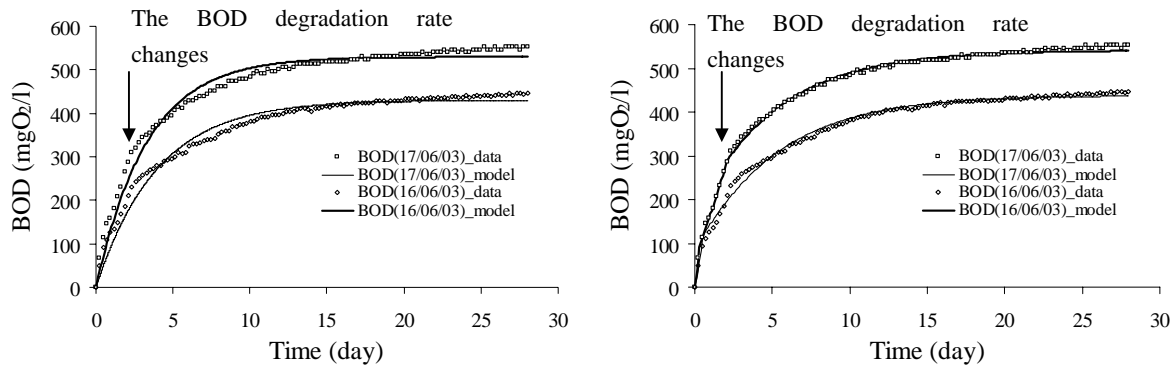 The BOD degradation rate
changes
600
500
400
300
200
100
0
BOD (mgO2/l)
BOD(17/06/03)_data
BOD(17/06/03)_model
BOD(16/06/03)_data
BOD(16/06/03)_model
0 5 10 15 20 25 30
Time (day)
The BOD degradation rate
changes
600
500
400
300
200
100
0
BOD (mgO2/l)
BOD(17/06/03)_data
BOD(17/06/03)_model
BOD(16/06/03)_data
BOD(16/06/03)_model
0 5 10 15 20 25 30
Time (day)